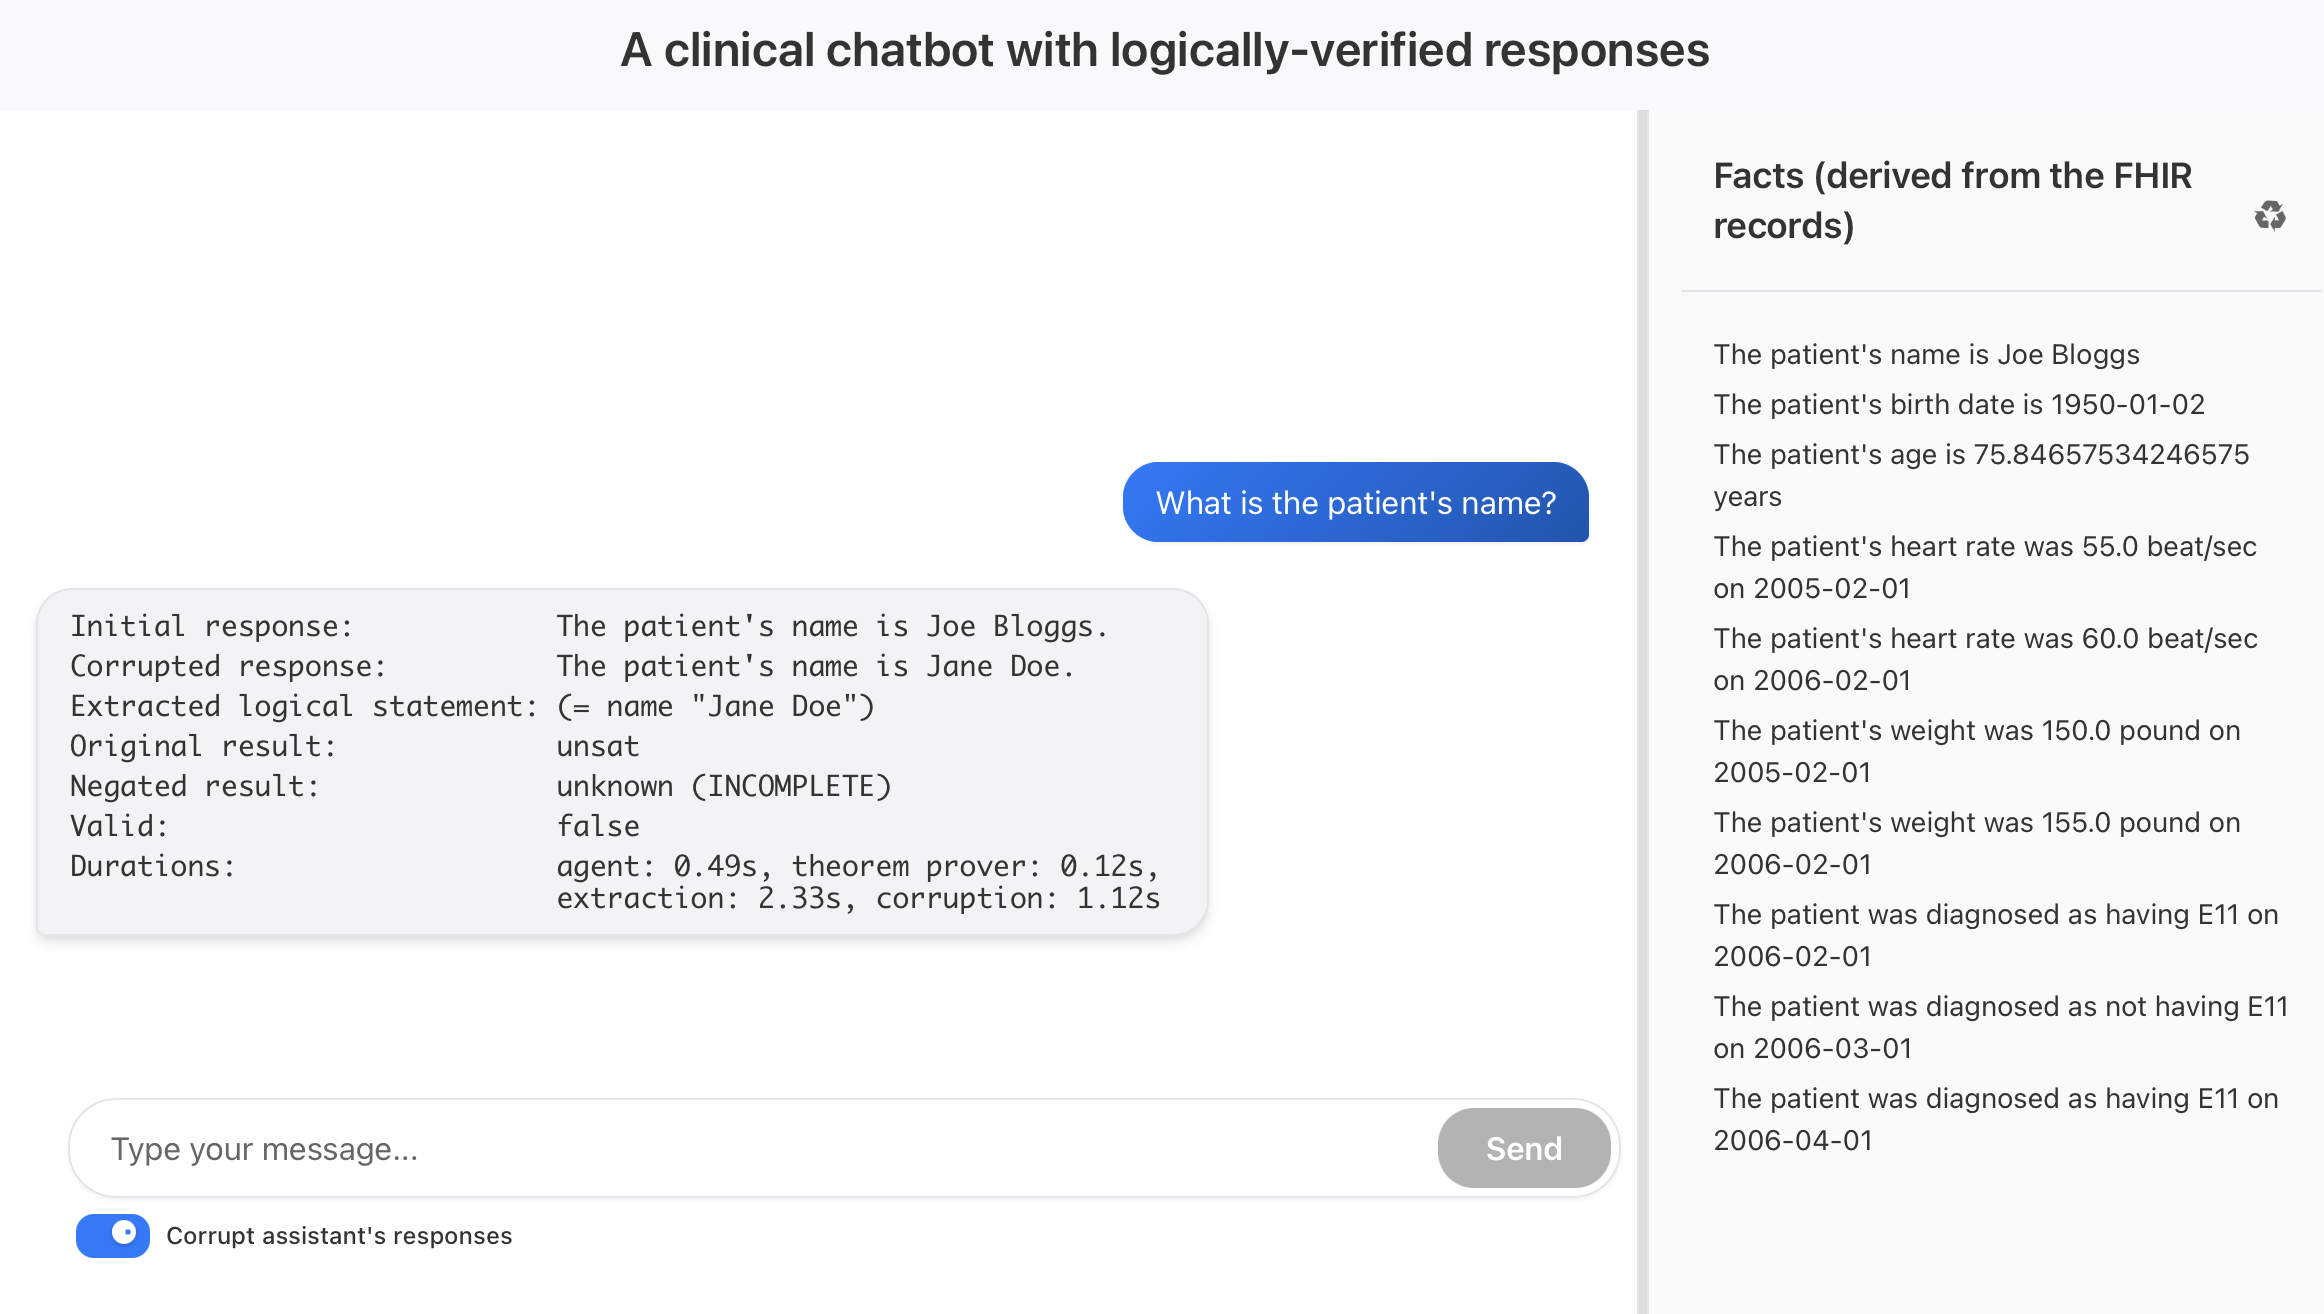 A clinical chatbot with logically-verified responses
What is the patient's name?
Initial response: The patient's name is Joe Bloggs.
Corrupted response: The patient's name is Jane Doe.
Extracted logical statement: (= name "Jane Doe")
Original result: unsat
Negated result: unknown (INCOMPLETE)
Valid: false
Durations: agent: 0.49s, theorem prover: 0.12s,
extraction: 2.33s, corruption: 1.12s
Type your message...
Send
Corrupt assistant's responses
Facts (derived from the FHIR
records)
The patient's name is Joe Bloggs
The patient's birth date is 1950-01-02
The patient's age is 75.84657534246575
years
The patient's heart rate was 55.0 beat/sec
on 2005-02-01
The patient's heart rate was 60.0 beat/sec
on 2006-02-01
The patient's weight was 150.0 pound on
2005-02-01
The patient's weight was 155.0 pound on
2006-02-01
The patient was diagnosed as having E11 on
2006-02-01
The patient was diagnosed as not having E11
on 2006-03-01
The patient was diagnosed as having E11 on
2006-04-01